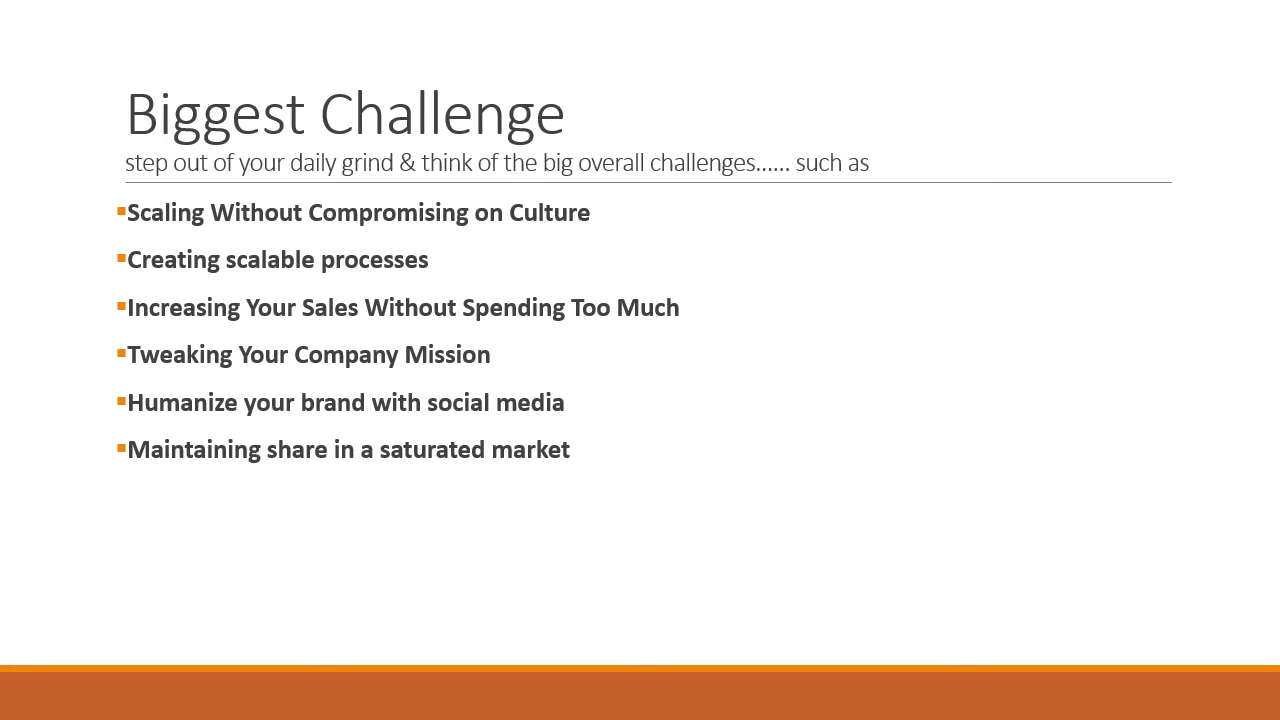 Biggest Challenge
step out of your daily grind & think of the big overall challenges...... such as
▪Scaling Without Compromising on Culture
▪Creating scalable processes
▪Increasing Your Sales Without Spending Too Much
▪Tweaking Your Company Mission
▪Humanize your brand with social media
▪Maintaining share in a saturated market